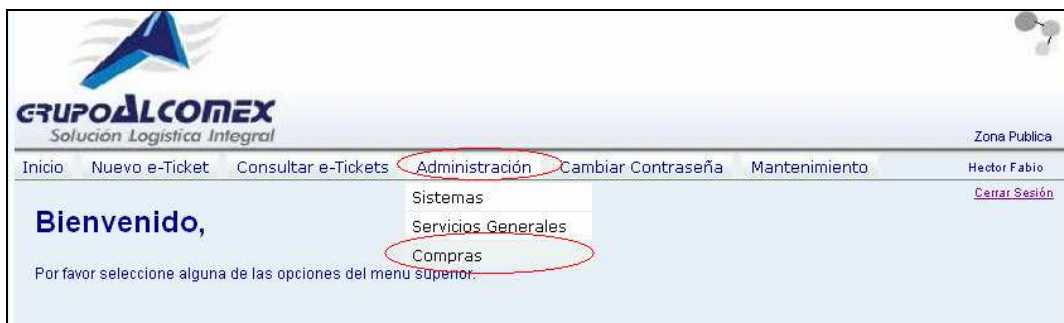 GRUPOALCOMEX
Solución Logística Integral
Zona Publica
Inicio Nuevo e-Ticket Consultar e-Tickets Administración Cambiar Contraseña Mantenimiento Hector Fabio
Sistemas Cerrar Sesión
Bienvenido, Servicios Generales
Compras
Por favor seleccione alguna de las opciones del menu superior.